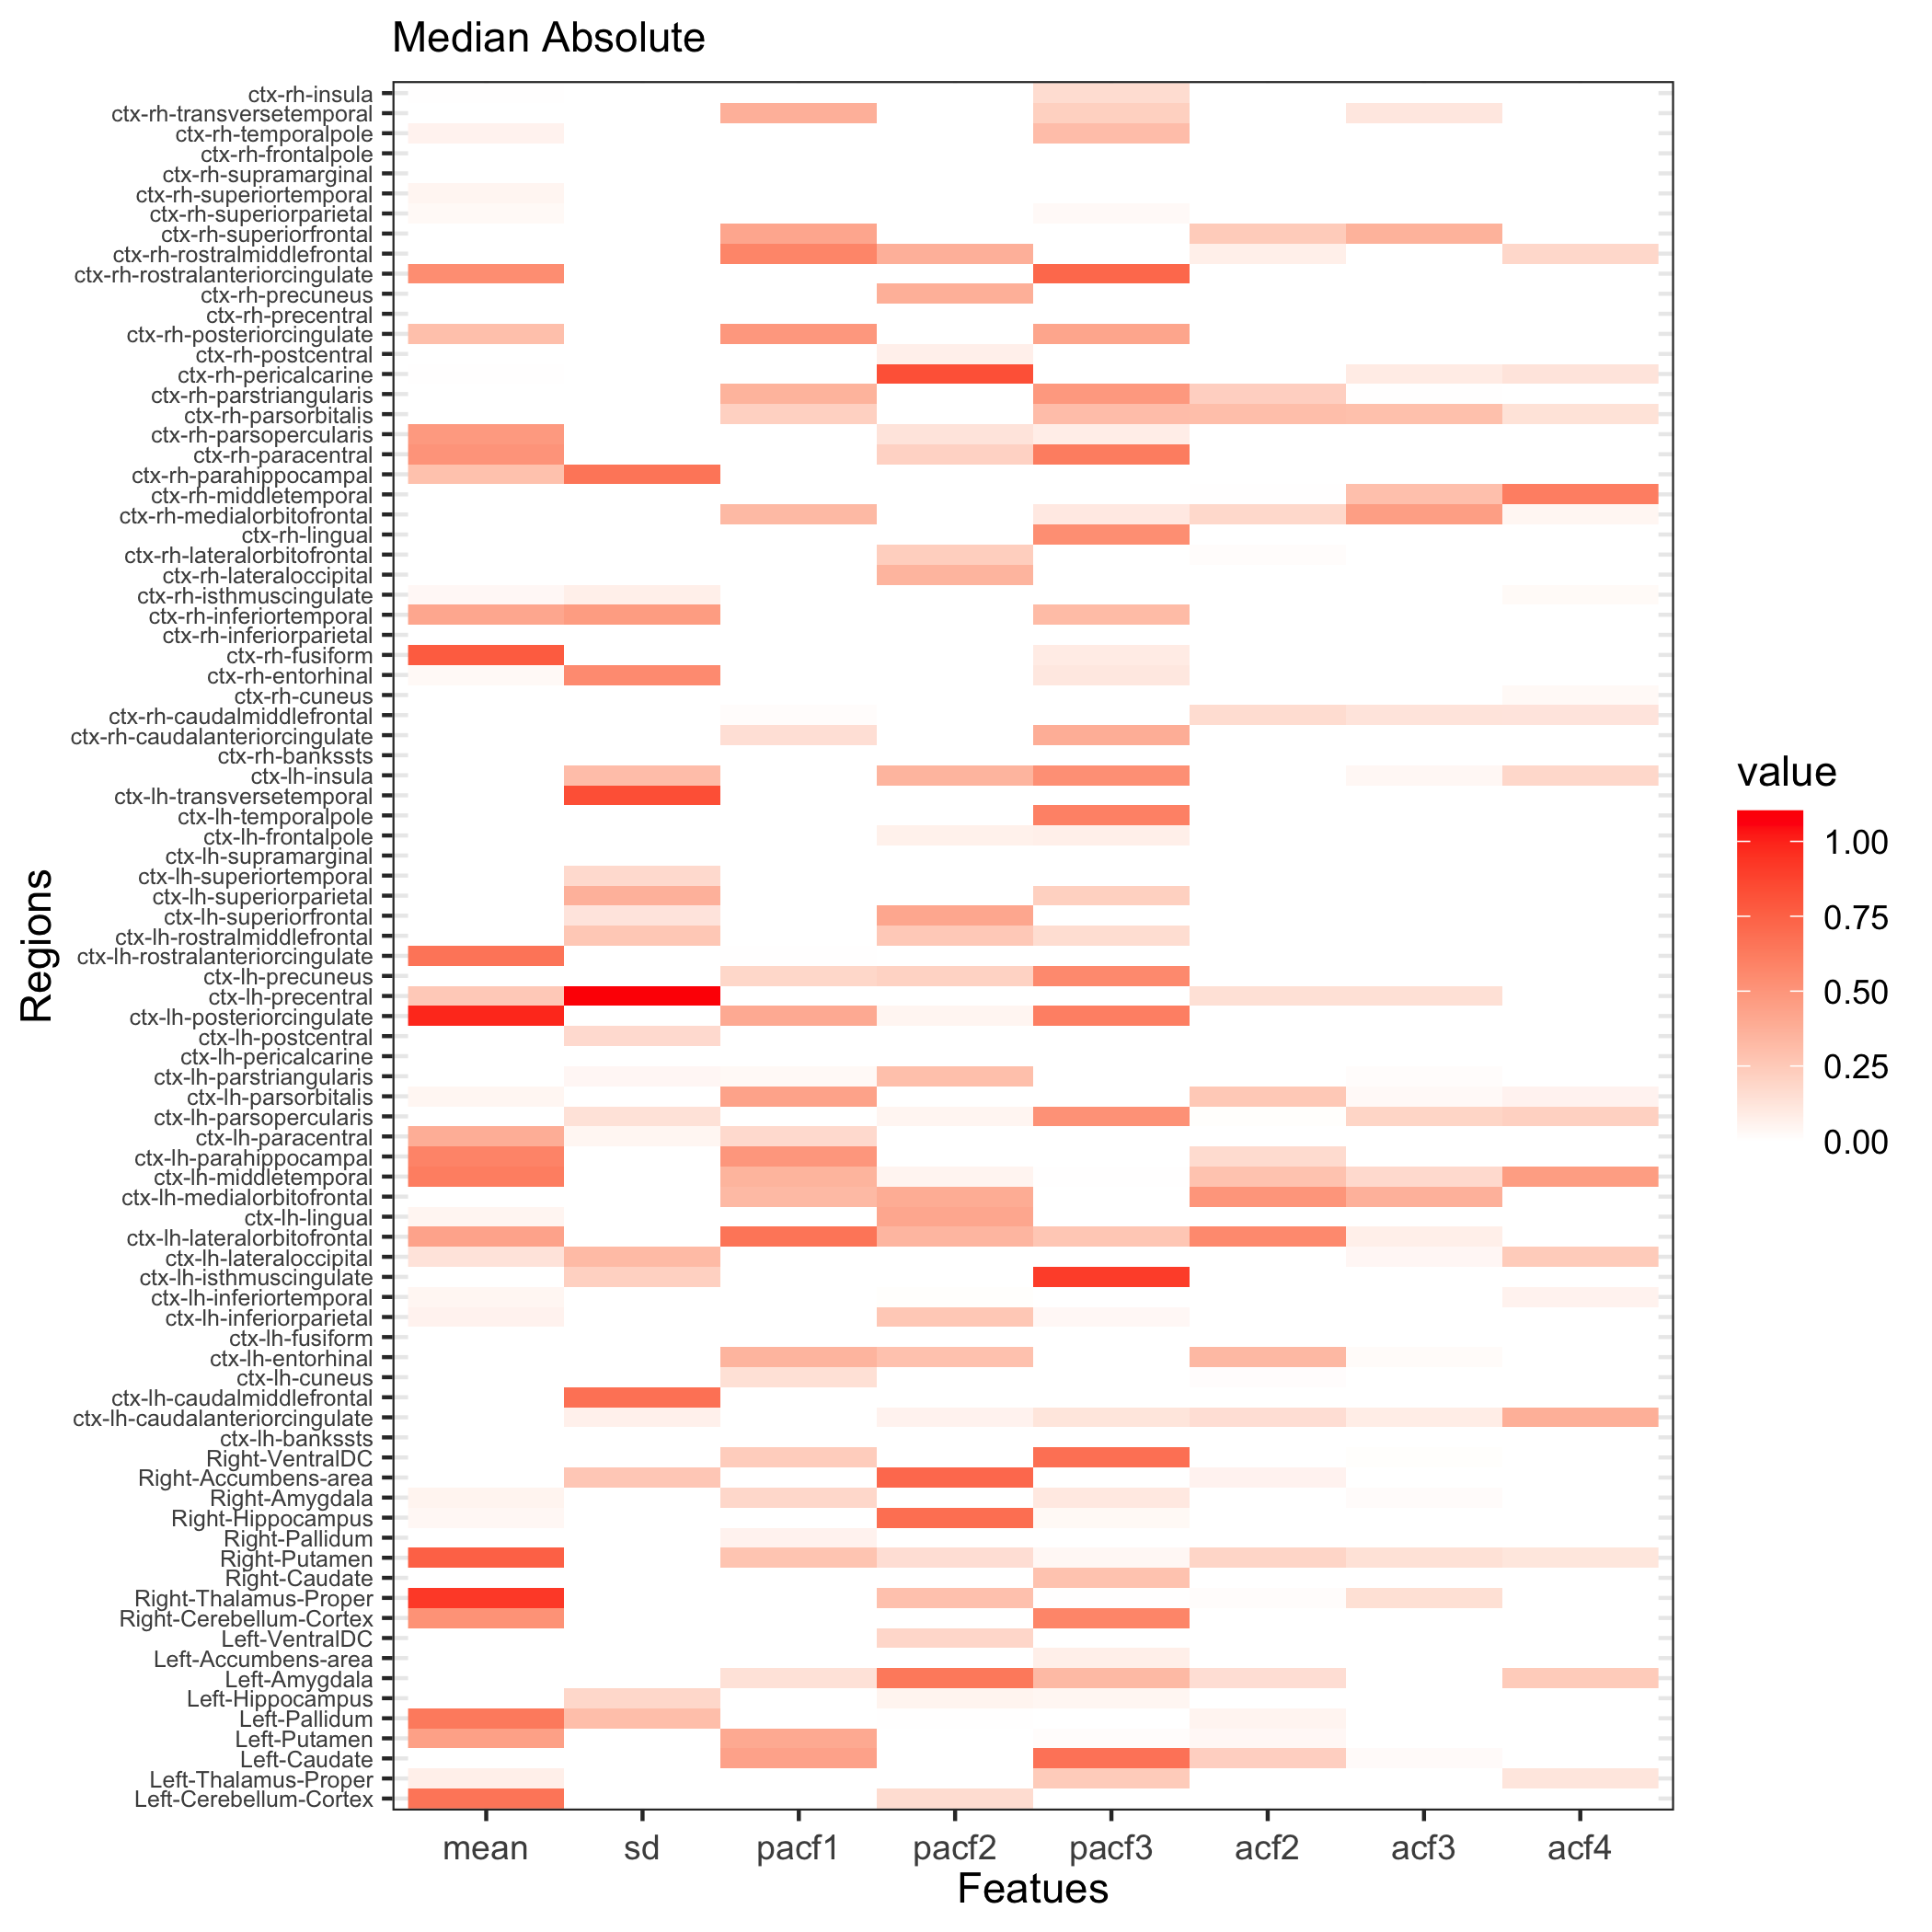 Median Absolute
ctx-rh-insula
ctx-rh-transversetemporal
ctx-rh-temporalpole
ctx-rh-frontalpole
ctx-rh-supramarginal
ctx-rh-superiortemporal
ctx-rh-superiorparietal
ctx-rh-superiorfrontal
ctx-rh-rostralmiddlefrontal
ctx-rh-rostralanteriorcingulate
ctx-rh-precuneus
ctx-rh-precentral
ctx-rh-posteriorcingulate
ctx-rh-postcentral
ctx-rh-pericalcarine
ctx-rh-parstriangularis
ctx-rh-parsorbitalis
ctx-rh-parsopercularis
ctx-rh-paracentral
ctx-rh-parahippocampal
ctx-rh-middletemporal
ctx-rh-medialorbitofrontal
ctx-rh-lingual
ctx-rh-lateralorbitofrontal
ctx-rh-lateraloccipital
ctx-rh-isthmuscingulate
ctx-rh-inferiortemporal
ctx-rh-inferiorparietal
ctx-rh-fusiform
ctx-rh-entorhinal
ctx-rh-cuneus
ctx-rh-caudalmiddlefrontal
ctx-rh-caudalanteriorcingulate
ctx-rh-bankssts
ctx-lh-insula
ctx-lh-transversetemporal
ctx-lh-temporalpole
ctx-lh-frontalpole
ctx-lh-supramarginal
ctx-lh-superiortemporal
ctx-lh-superiorparietal
ctx-lh-superiorfrontal
ctx-lh-rostralmiddlefrontal
ctx-lh-rostralanteriorcingulate
ctx-lh-precuneus
ctx-lh-precentral
ctx-lh-posteriorcingulate
ctx-lh-postcentral
ctx-lh-pericalcarine
ctx-lh-parstriangularis
ctx-lh-parsorbitalis
ctx-lh-parsopercularis
ctx-lh-paracentral
ctx-lh-parahippocampal
ctx-lh-middletemporal
ctx-lh-medialorbitofrontal
ctx-lh-lingual
ctx-lh-lateralorbitofrontal
ctx-lh-lateraloccipital
ctx-lh-isthmuscingulate
ctx-lh-inferiortemporal
ctx-lh-inferiorparietal
ctx-lh-fusiform
ctx-lh-entorhinal
ctx-lh-cuneus
ctx-lh-caudalmiddlefrontal
ctx-lh-caudalanteriorcingulate
ctx-lh-bankssts
Right-VentralDC
Right-Accumbens-area
Right-Amygdala
Right-Hippocampus
Right-Pallidum
Right-Putamen
Right-Caudate
Right-Thalamus-Proper
Right-Cerebellum-Cortex
Left-VentralDC
Left-Accumbens-area
Left-Amygdala
Left-Hippocampus
Left-Pallidum
Left-Putamen
Left-Caudate
Left-Thalamus-Proper
Left-Cerebellum-Cortex
Regions
mean sd pacf1 pacf2 pacf3 acf2 acf3 acf4
Featues
value
1.00
0.75
0.50
0.25
0.00